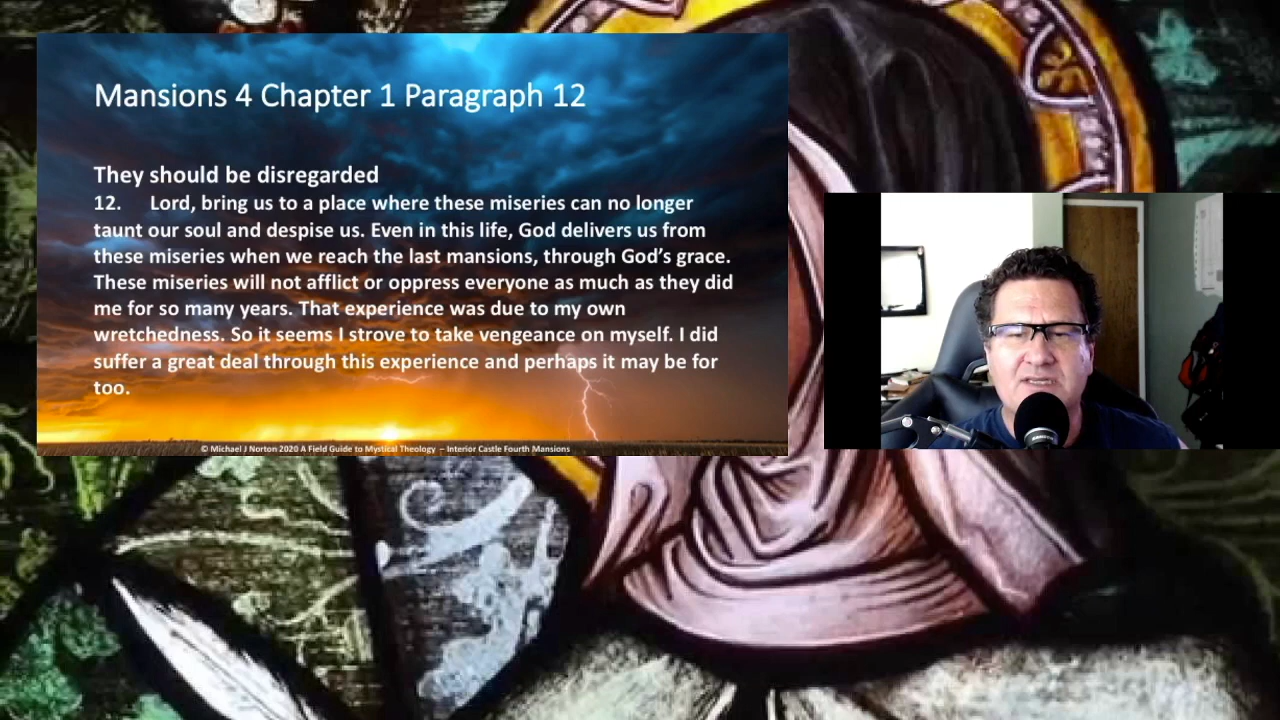 Mansions 4 Chapter 1 Paragraph 12
They should be disregarded
12. Lord, bring us to a place where these miseries can no longer
taunt our soul and despise us. Even in this life, God delivers us from
these miseries when we reach the last mansions, through God’s grace.
These miseries will not afflict or oppress everyone as much as they did
me for so many years. That experience was due to my own
wretchedness. So it seems I strove to take vengeance on myself. I did
suffer a great deal through this experience and perhaps it may be for
too.
© Michael J Norton 2020 A Field Guide to Mystical Theology – Interior Castle Fourth Mansions